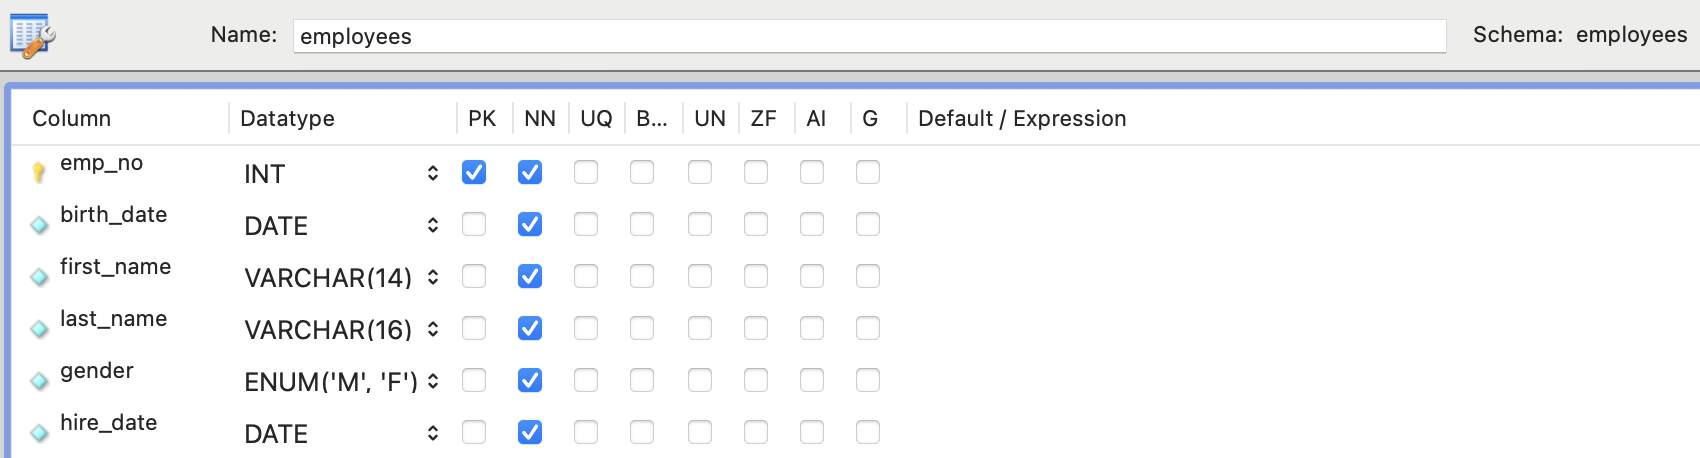 Name: employees Schema: employees
Column Datatype PK NN UQ B... UN ZF AI G Default / Expression
emp_no INT
birth_date DATE
first_name VARCHAR(14)
last_name VARCHAR(16)
gender ENUM('M', 'F')
hire_date DATE